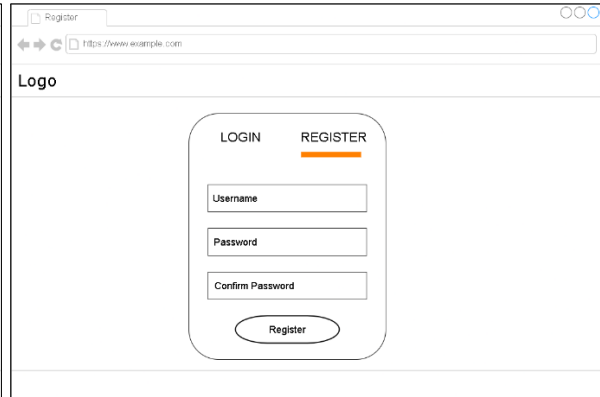 Register
https://www.example.com
Logo
LOGIN REGISTER
Username
Password
Confirm Password
Register